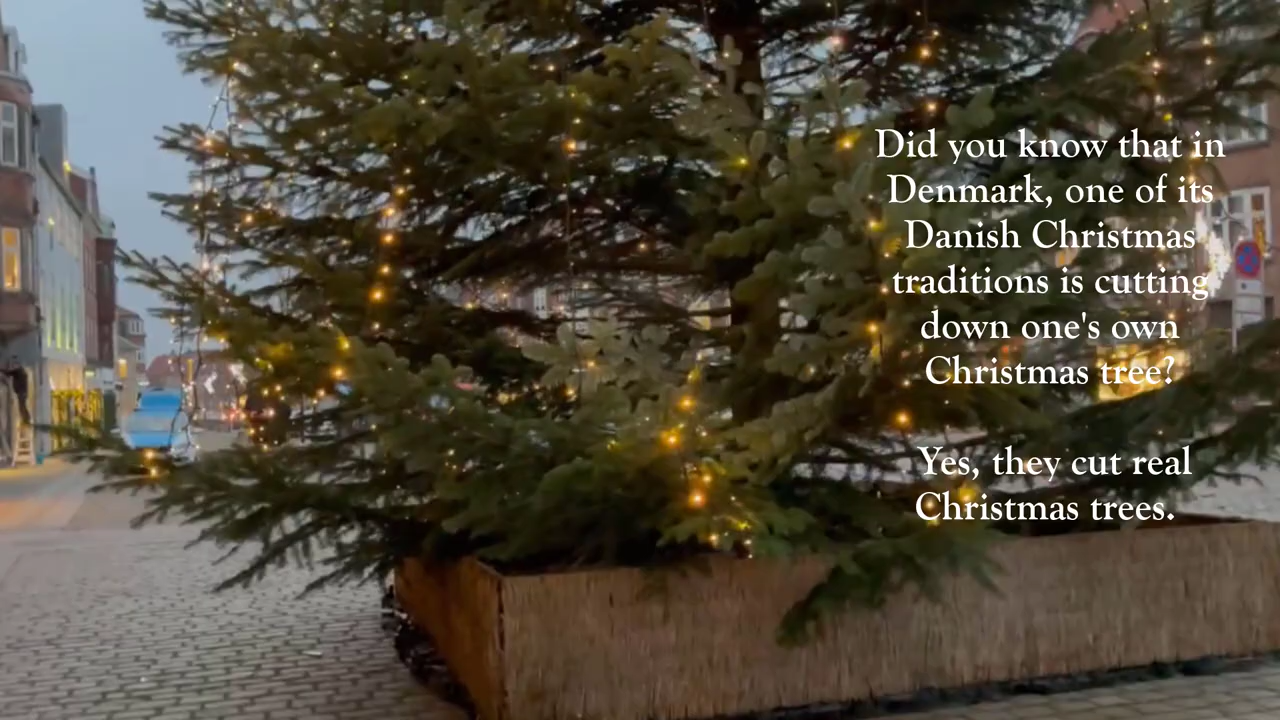 Did you know that in
Denmark, one of its
Danish Christmas
traditions is cutting
down one's own
Christmas tree?
Yes, they cut real
Christmas trees.